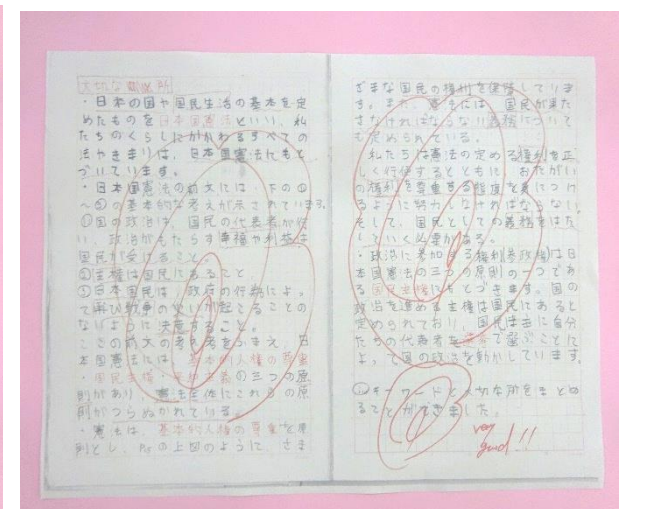 大切な箇所
・日本の国や国民生活の基本を定
めたものを日本国憲法といい、私
たちのくらしにかかわるすべての
法やきまりは、日本国憲法にもと
づいています。
・日本国憲法の前文には、下の①
〜③の基本的な考えが示されています。
①国の政治は、国民の代表者が行
い、政治がもたらす幸福や利益は
国民が受けること
②主権は国民にあること
③日本国民は、政府の行動によっ
て再び戦争の災いが起こることの
ないように決意すること。
この前文の考えをふまえ、日
本国憲法には、基本的人権の尊重
・国民主権・平和主義の三つの原
則があり、憲法全体にこれらの原
則がつらぬかれている。
・憲法は、基本的人権の尊重を原
則とし、P₈の上図のように、さま
ざまな国民の権利を保障していま
す。また、憲法には、国民が果た
さなければならない義務について
も定められている。
私たちは憲法の定める権利を正
しく行使するとともに、おたがい
の権利を尊重する態度を身につけ
るように努力しなければならない。
そして、国民としての義務をはた
していく必要がある。
・政治に参加する権利(参政権)は日
本国憲法の三つの原則の一つであ
る国民主権にもとづきます。国の
政治を進める主権は国民にあると
定められており、国民は主に自分
たちの代表者を選挙で選ぶことに
よって国の政治を動かしています。
キーワードと大切な所をまとめ
ることができました。
very
good!!